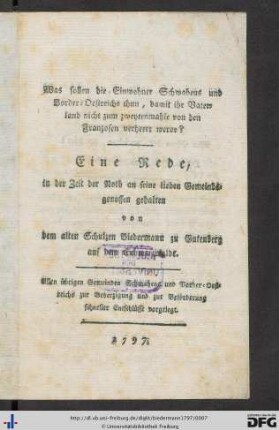 Was sollen die Einwohner Schwabens und
Vorder-Oestreichs thun, damit ihr Vater-
land nicht zum zweytenmahle von den
Franzosen verheert werde?
Eine Rede,
in der Zeit der Noth an seine lieben Gemeinds-
genossen gehalten
von
dem alten Schulzen Biedermann zu Gutenberg
auf dem
Allen übrigen Gemeinden Schwabens und Vorder-Oest-
reichs zur Beherzigung und zur Beförderung
schneller Entschlüsse vorgelegt.
1797.
http://dl.ub.uni-freiburg.de/diglit/biedermann1797/0007
© Universitätsbibliothek Freiburg